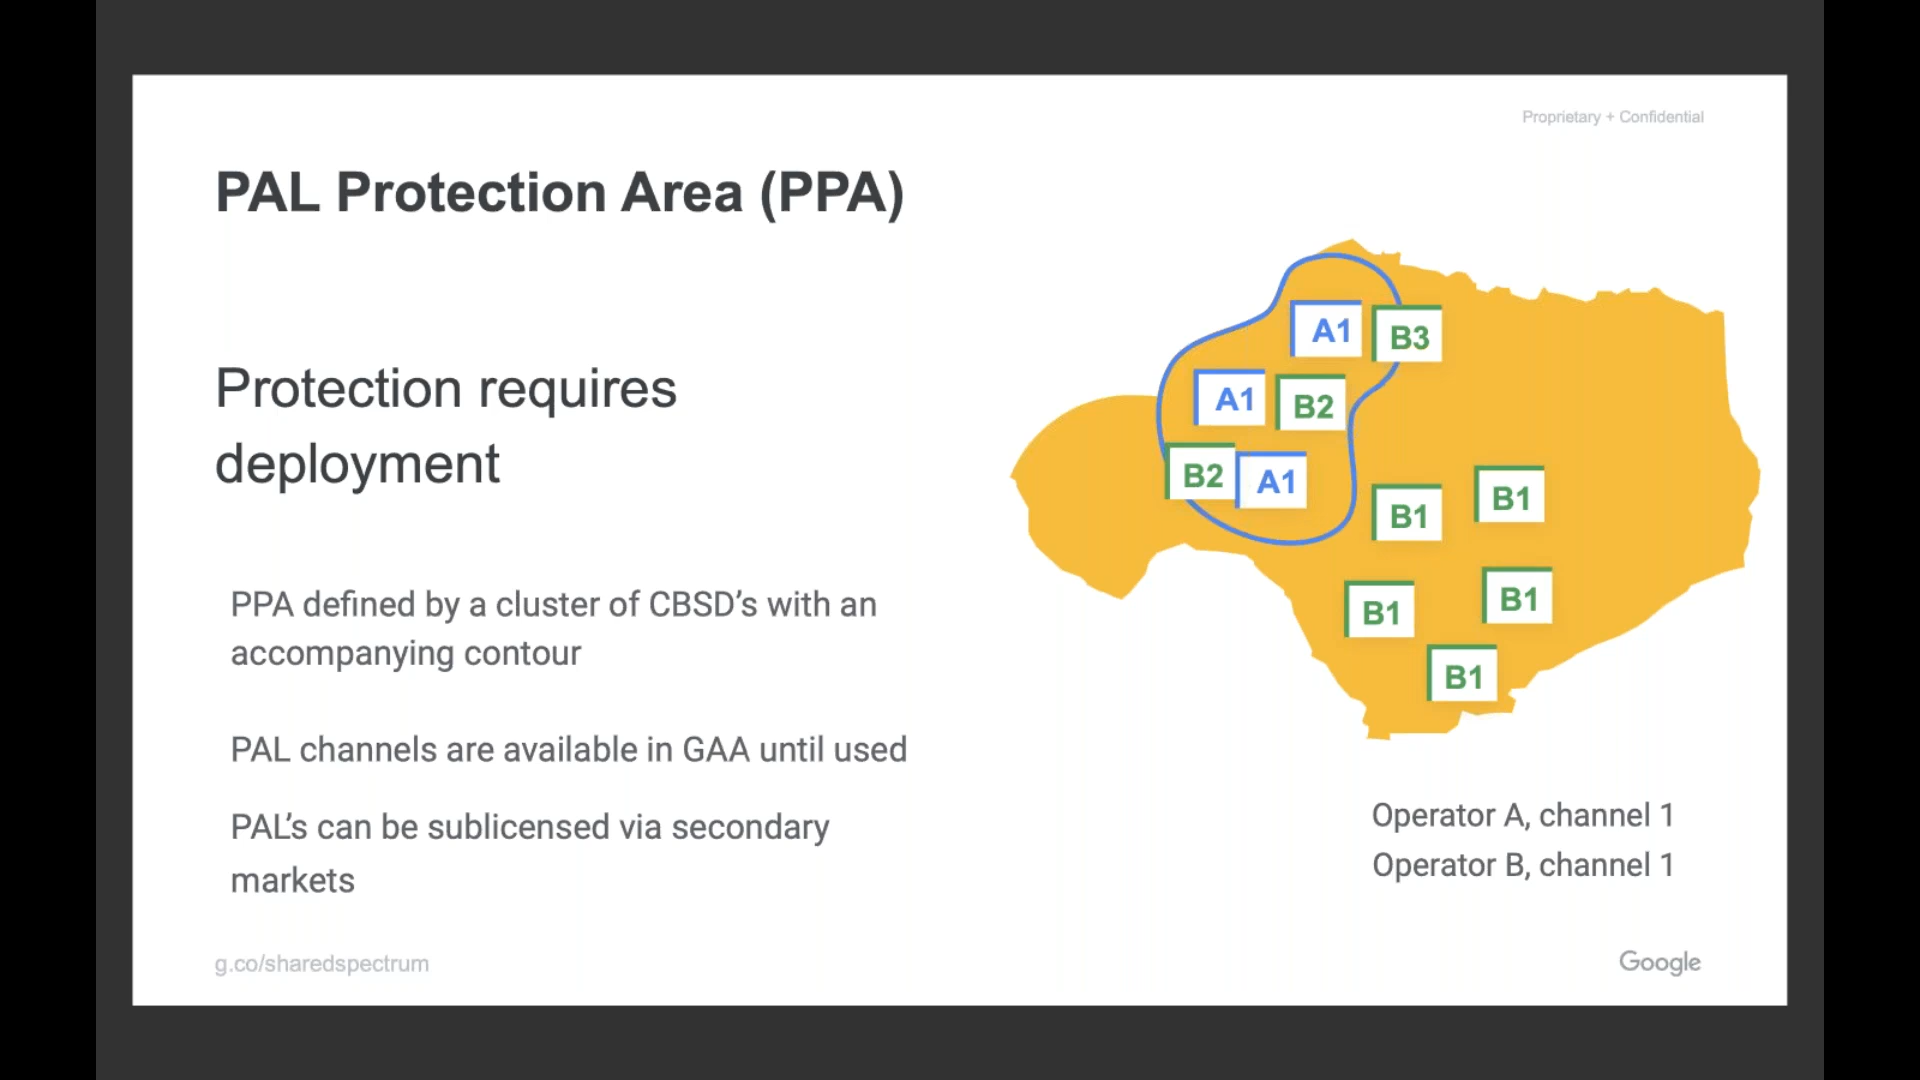 Proprietary + Confidential
PAL Protection Area (PPA)
Protection requires
deployment
PPA defined by a cluster of CBSD's with an
accompanying contour
PAL channels are available in GAA until used
PAL's can be sublicensed via secondary
markets
A1
B3
A1
B2
B2
A1
B1
B1
B1
B1
B1
Operator A, channel 1
Operator B, channel 1
g.co/sharedspectrum
Google